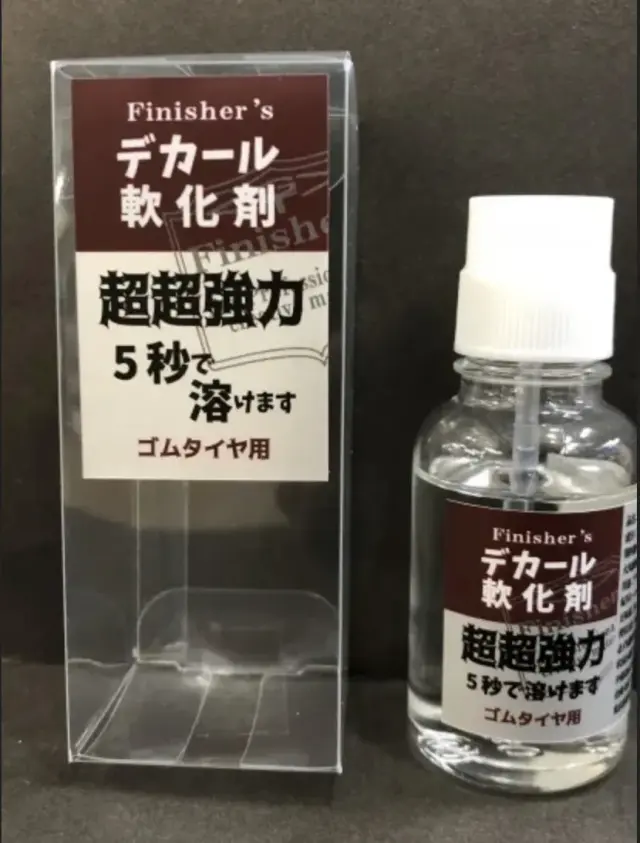 Finisher's
デカール
軟化剤
超超強力
5秒で
溶けます
ゴムタイヤ用
Finisher's
デカール
軟化剤
超超強力
5秒で溶けます
ゴムタイヤ用